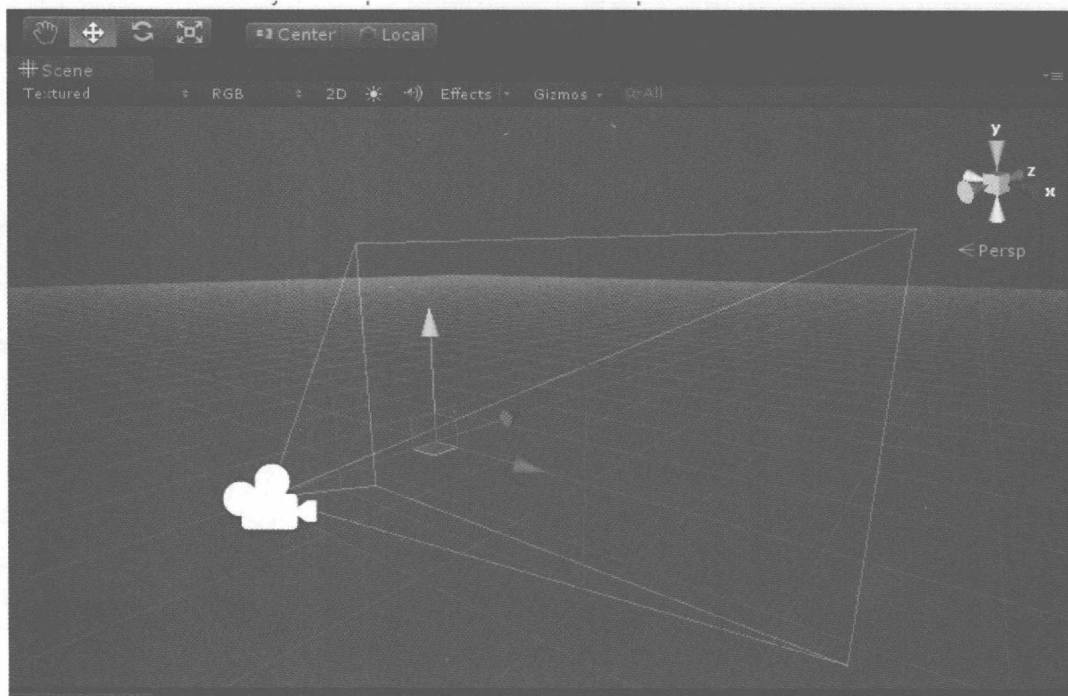 Center Local
Scene
Textured RGB 2D Effects Gizmos All
y
z
x
Persp